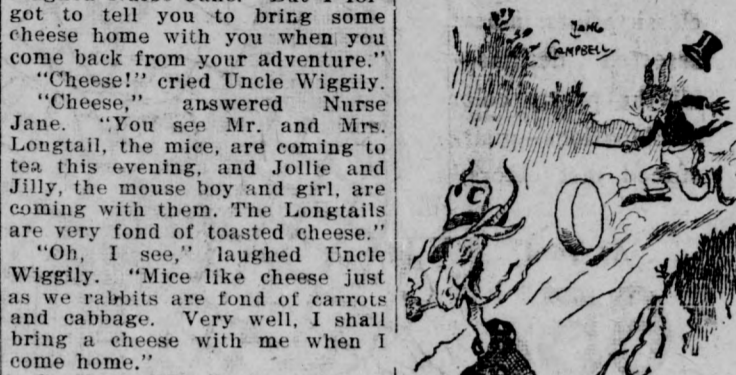 got to tell you to bring some
cheese home with you when you
come back from your adventure."
"Cheese!" cried Uncle Wiggily.
"Cheese," answered Nurse
Jane. "You see Mr. and Mrs.
Longtail, the mice, are coming to
tea this evening, and Jollie and
Jilly, the mouse boy and girl, are
coming with them. The Longtails
are very fond of toasted cheese."
"Oh, I see," laughed Uncle
Wiggily. "Mice like cheese just
as we rabbits are fond of carrots
and cabbage. Very well, I shall
bring a cheese with me when I
come home."
LANG
CAMPBELL
C